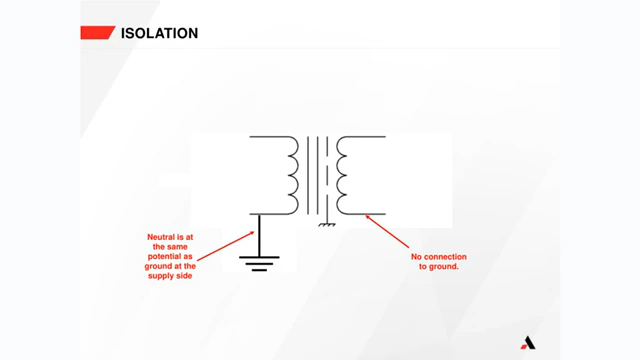 ISOLATION
Neutral is at
the same
potential as
ground at the
supply side
No connection
to ground.